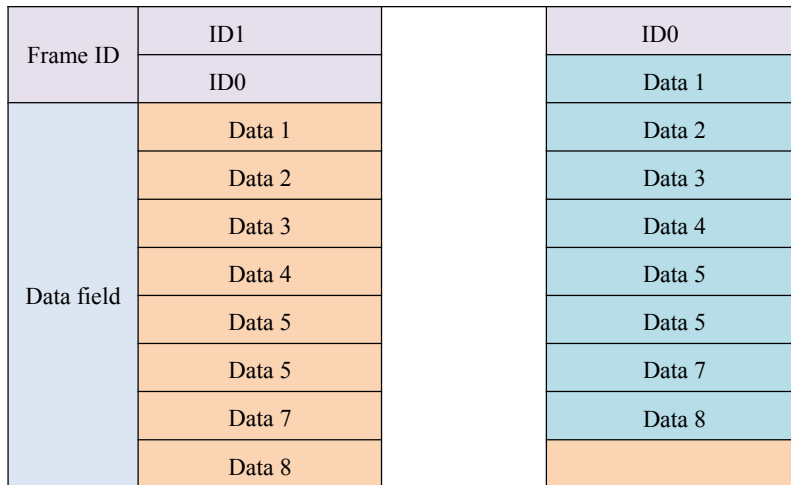 Frame ID
ID1
ID0
ID0
Data 1
Data field
Data 1
Data 2
Data 2
Data 3
Data 3
Data 4
Data 4
Data 5
Data 5
Data 5
Data 5
Data 7
Data 7
Data 8
Data 8